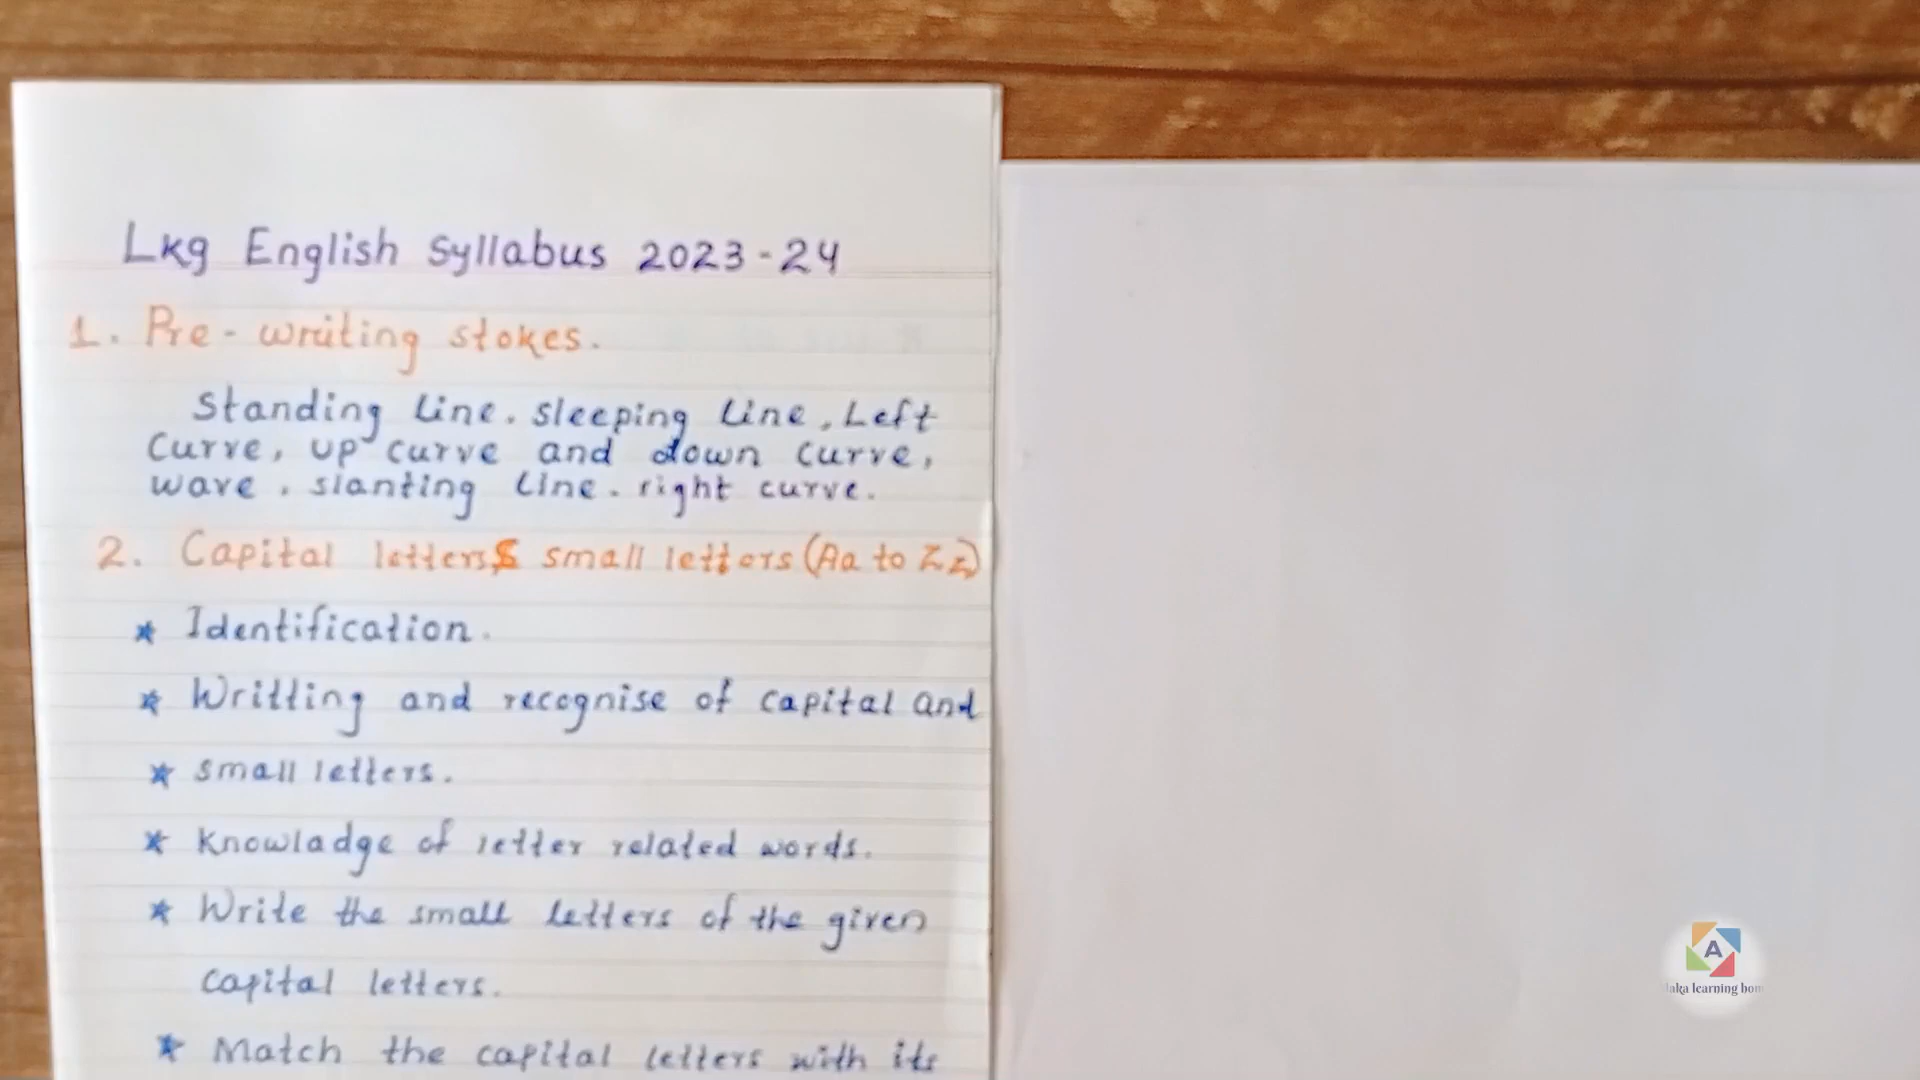 Lkg English Syllabus 2023-24
1. Pre-writing stokes.
Standing line. sleeping line, Left
Curve, up curve and down curve,
wave, slanting line. right curve.
2. Capital letters & small letters (Aa to Zz)
★ Identification.
★ Writting and recognise of capital and
★ small letters.
★ Knowladge of letter related words.
★ Write the small letters of the given
capital letters.
★ Match the capital letters with its
A
laka learning hom